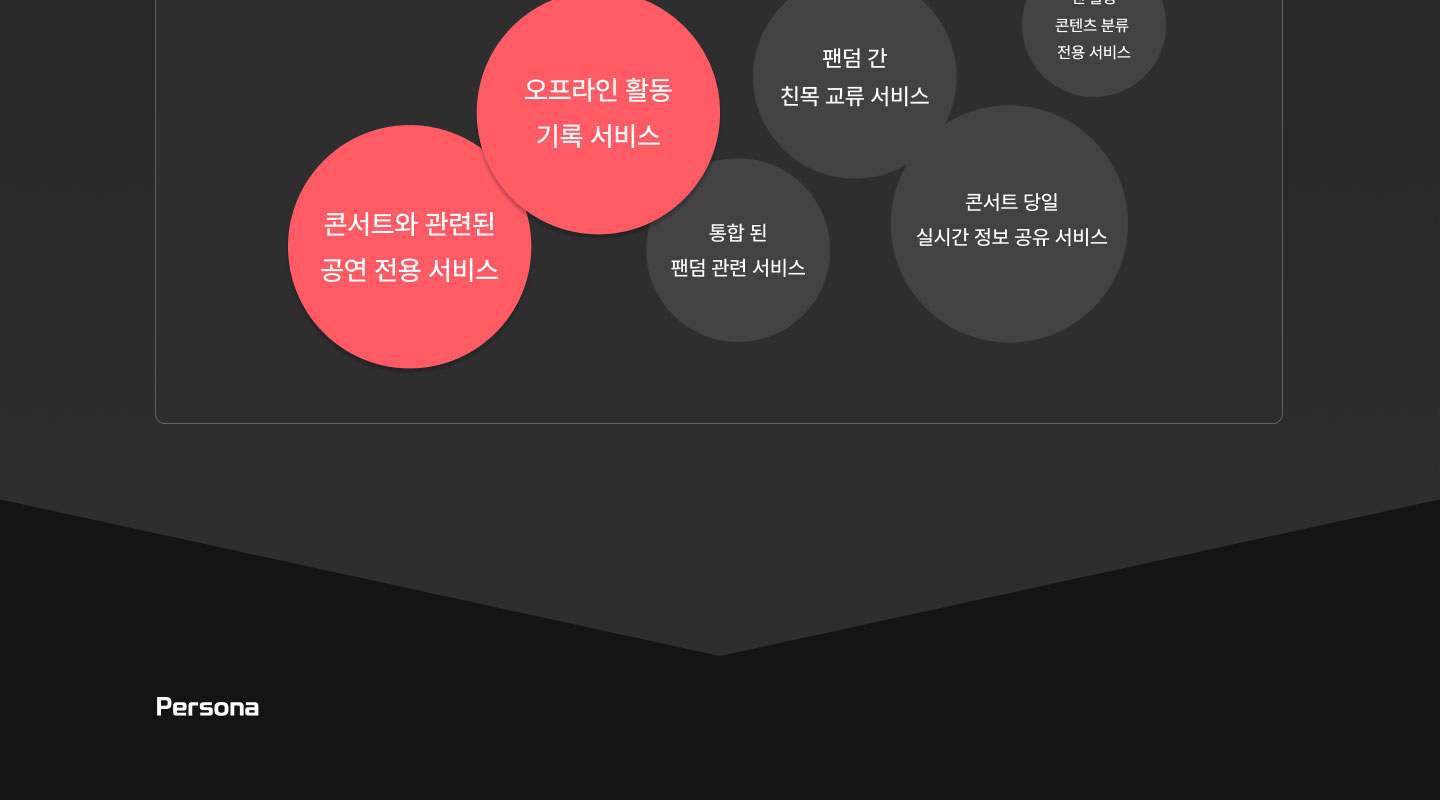 오프라인 활동
기록 서비스
팬덤 간
친목 교류 서비스
콘텐츠 분류
전용 서비스
콘서트와 관련된
공연 전용 서비스
통합 된
팬덤 관련 서비스
콘서트 당일
실시간 정보 공유 서비스
Persona